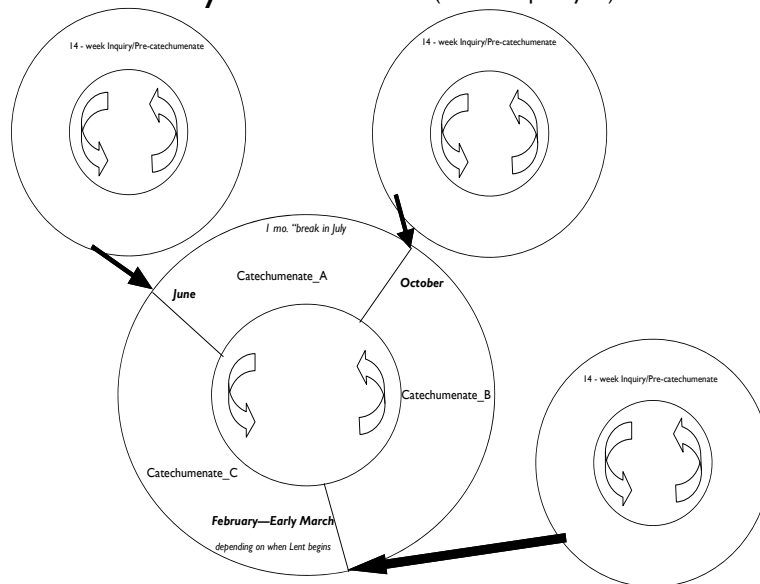 14 - week Inquiry/Pre-catechumenate
14 - week Inquiry/Pre-catechumenate
1 mo. "break in July
Catechumenate_A
June
October
14 - week Inquiry/Pre-catechumenate
Catechumenate_B
Catechumenate_C
February—Early March
depending on when Lent begins